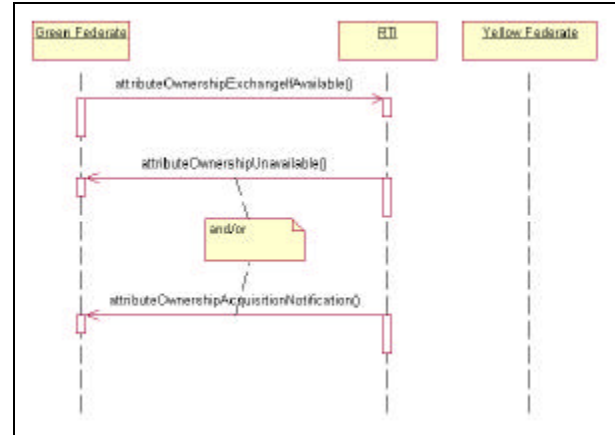 Green Federate
RTI
Yellow Federate
attributeOwnershipExchangeIfAvailable()
attributeOwnershipUnavailable()
and/or
attributeOwnershipAcquisitionNotification()